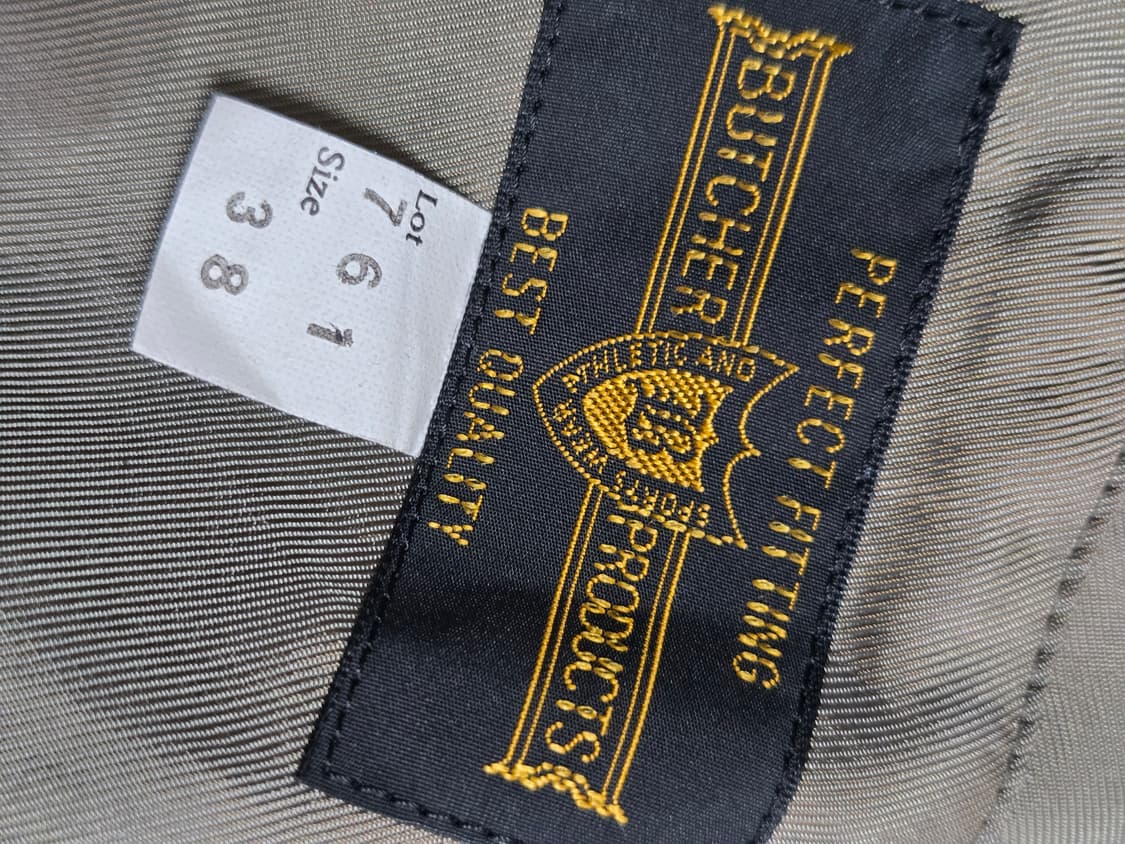 PERFECT FITTING
BUTCHER PRODUCTS
ATHLETIC AND
SPORTS
WEAR
BEST QUALITY
Lot
7 6 1
Size
3 8